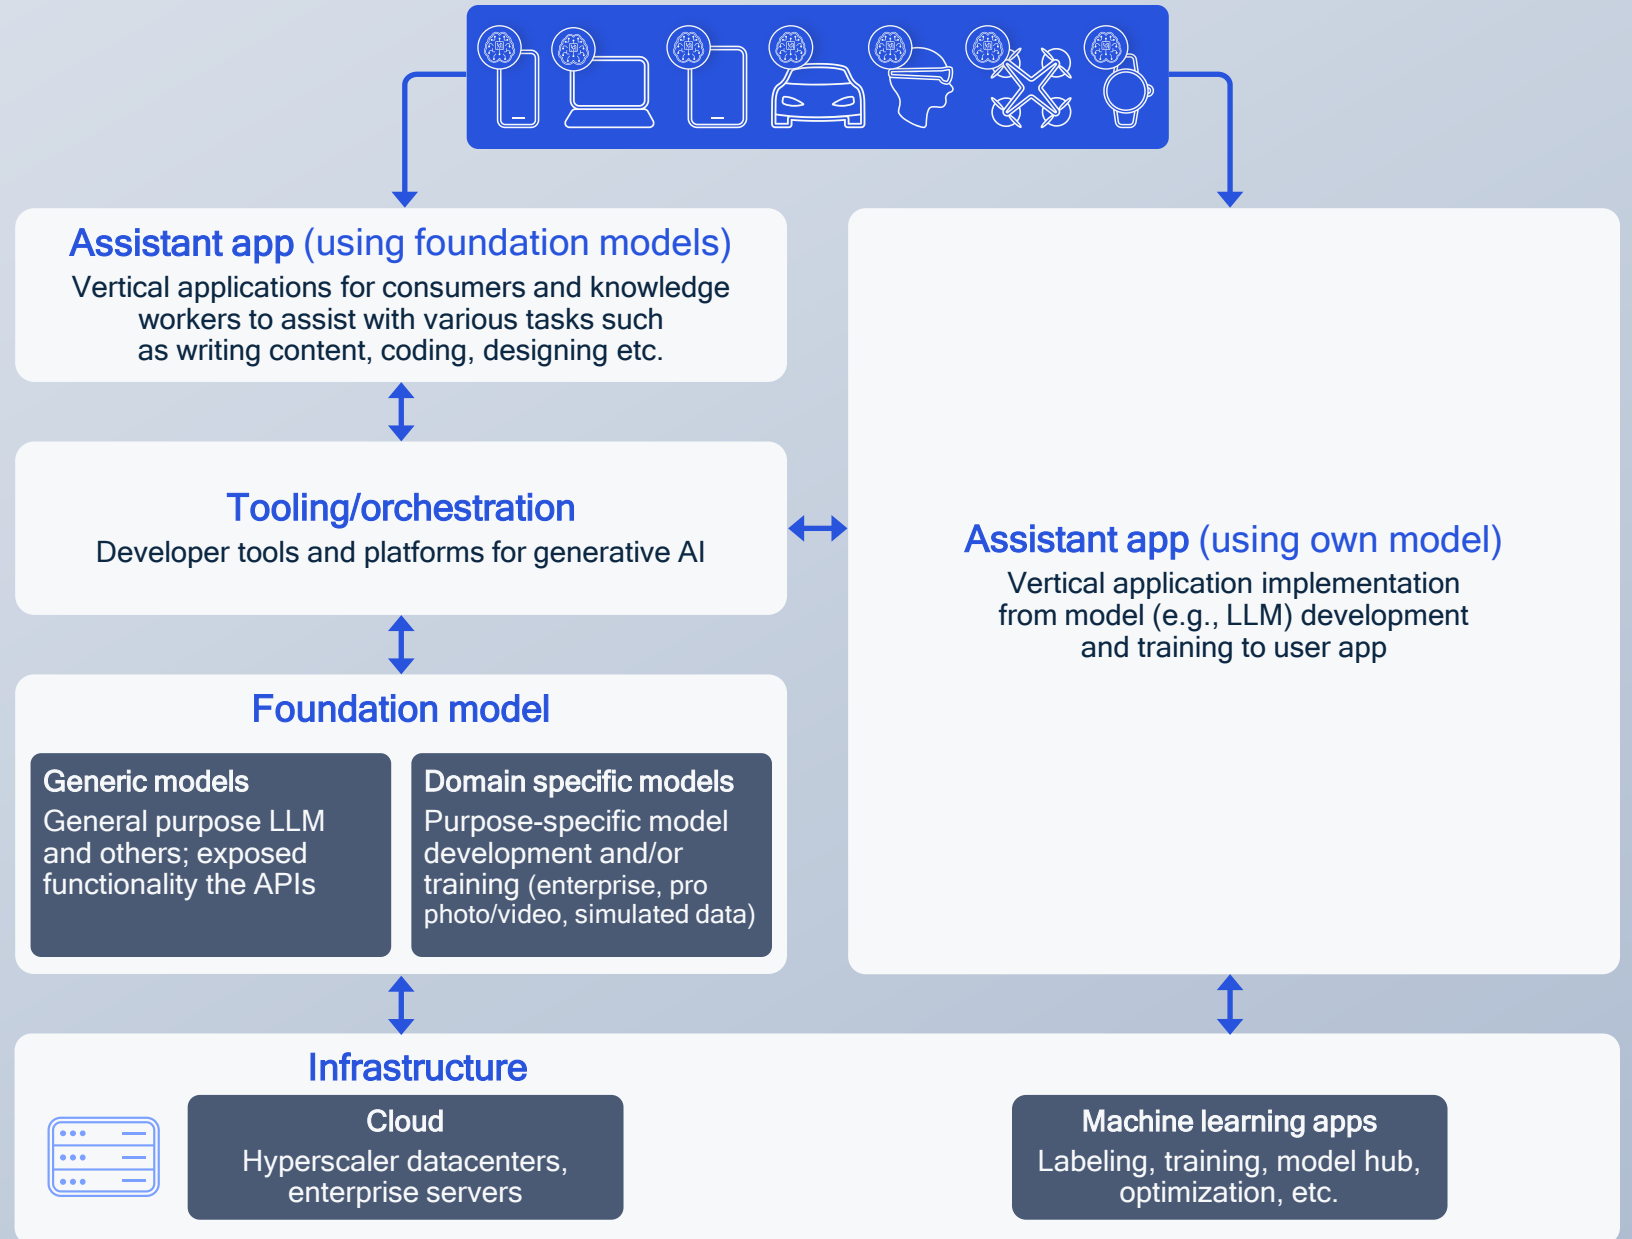 Assistant app (using foundation models)
Vertical applications for consumers and knowledge
workers to assist with various tasks such
as writing content, coding, designing etc.
Tooling/orchestration
Developer tools and platforms for generative AI
Foundation model
Generic models
General purpose LLM
and others; exposed
functionality the APIs
Domain specific models
Purpose-specific model
development and/or
training (enterprise, pro
photo/video, simulated data)
Assistant app (using own model)
Vertical application implementation
from model (e.g., LLM) development
and training to user app
Infrastructure
Cloud
Hyperscaler datacenters,
enterprise servers
Machine learning apps
Labeling, training, model hub,
optimization, etc.